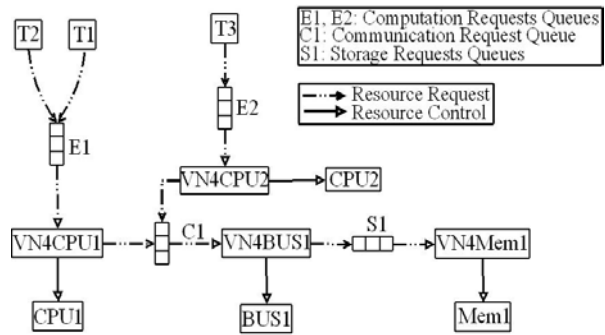 T2 T1 T3
E1, E2: Computation Requests Queues
C1: Communication Request Queue
S1: Storage Requests Queues
Resource Request
Resource Control
E1
E2
VN4CPU2 CPU2
VN4CPU1 C1 VN4BUS1 S1 VN4Mem1
CPU1 BUS1 Mem1